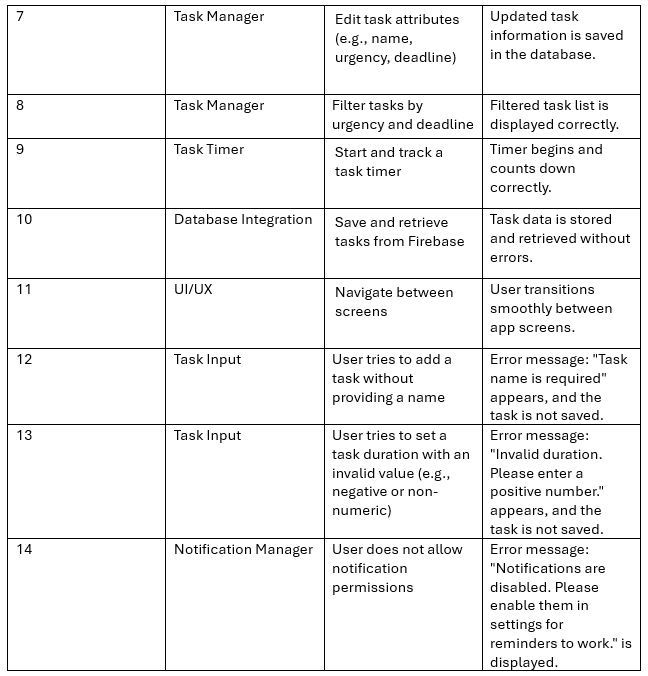 7
Task Manager
Edit task attributes
(e.g., name,
urgency, deadline)
Updated task
information is saved
in the database.
8
Task Manager
Filter tasks by
urgency and deadline
Filtered task list is
displayed correctly.
9
Task Timer
Start and track a
task timer
Timer begins and
counts down
correctly.
10
Database Integration
Save and retrieve
tasks from Firebase
Task data is stored
and retrieved without
errors.
11
UI/UX
Navigate between
screens
User transitions
smoothly between
app screens.
12
Task Input
User tries to add a
task without
providing a name
Error message: "Task
name is required"
appears, and the
task is not saved.
13
Task Input
User tries to set a
task duration with an
invalid value (e.g.,
negative or non-
numeric)
Error message:
"Invalid duration.
Please enter a
positive number."
appears, and the
task is not saved.
14
Notification Manager
User does not allow
notification
permissions
Error message:
"Notifications are
disabled. Please
enable them in
settings for
reminders to work." is
displayed.